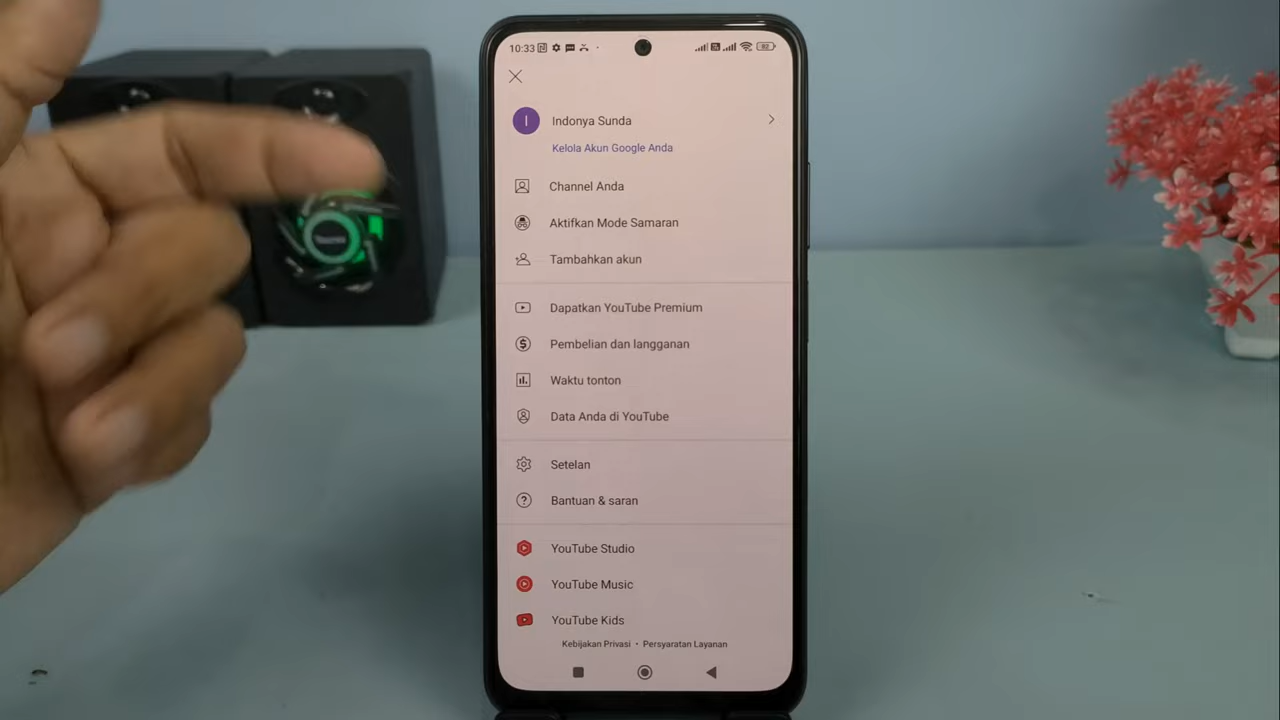 10:33
82
I
Indonya Sunda
Kelola Akun Google Anda
Channel Anda
Aktifkan Mode Samaran
Tambahkan akun
Dapatkan YouTube Premium
Pembelian dan langganan
Waktu tonton
Data Anda di YouTube
Setelan
Bantuan & saran
YouTube Studio
YouTube Music
YouTube Kids
Kebijakan Privasi • Persyaratan Layanan